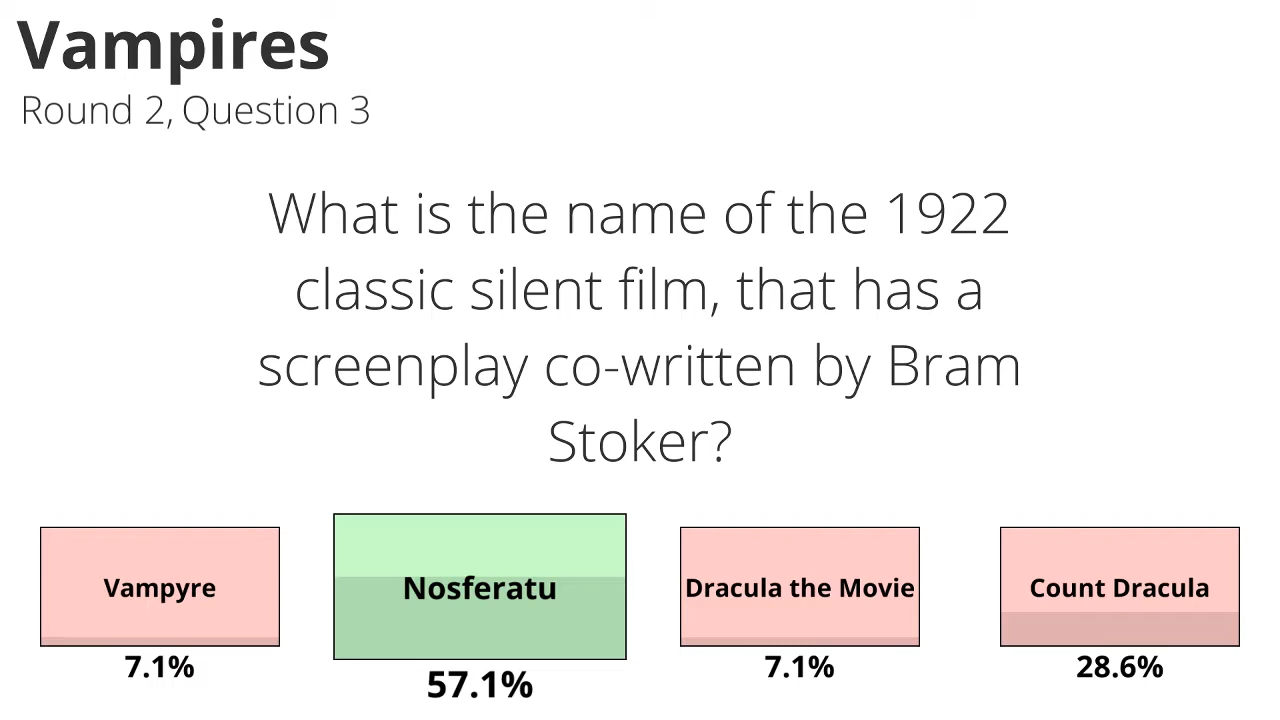 Vampires
Round 2, Question 3
What is the name of the 1922
classic silent film, that has a
screenplay co-written by Bram
Stoker?
Vampyre
Nosferatu
Dracula the Movie
Count Dracula
7.1%
57.1%
7.1%
28.6%